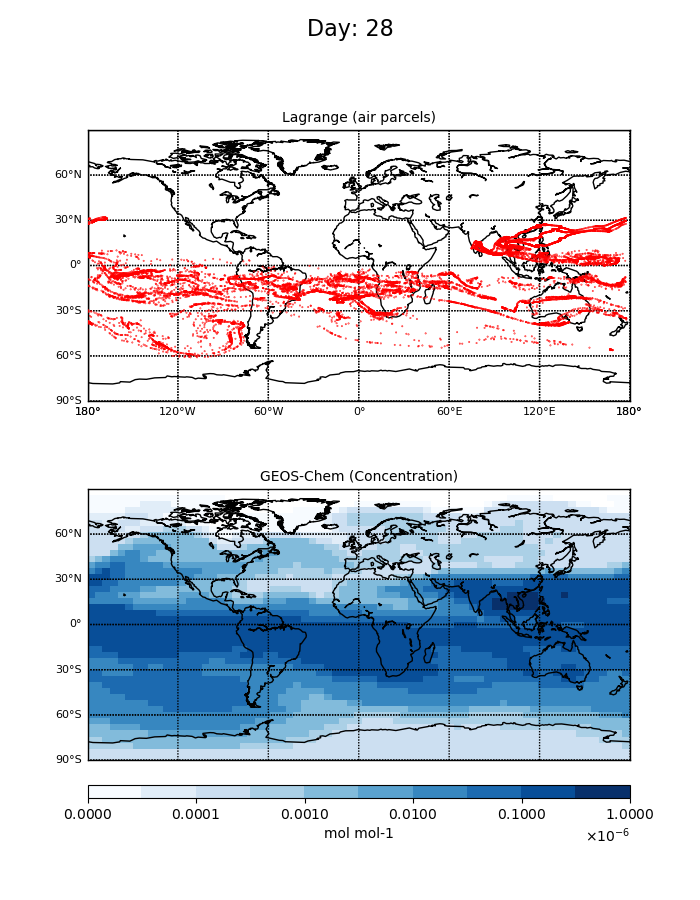 Day: 28
Lagrange (air parcels)
60°N
30°N
0°
30°S
60°S
90°S
180° 120°W 60°W 0° 60°E 120°E 180°
GEOS-Chem (Concentration)
60°N
30°N
0°
30°S
60°S
90°S
0.0000 0.0001 0.0010 0.0100 0.1000 1.0000
mol mol-1 ×10⁻⁶